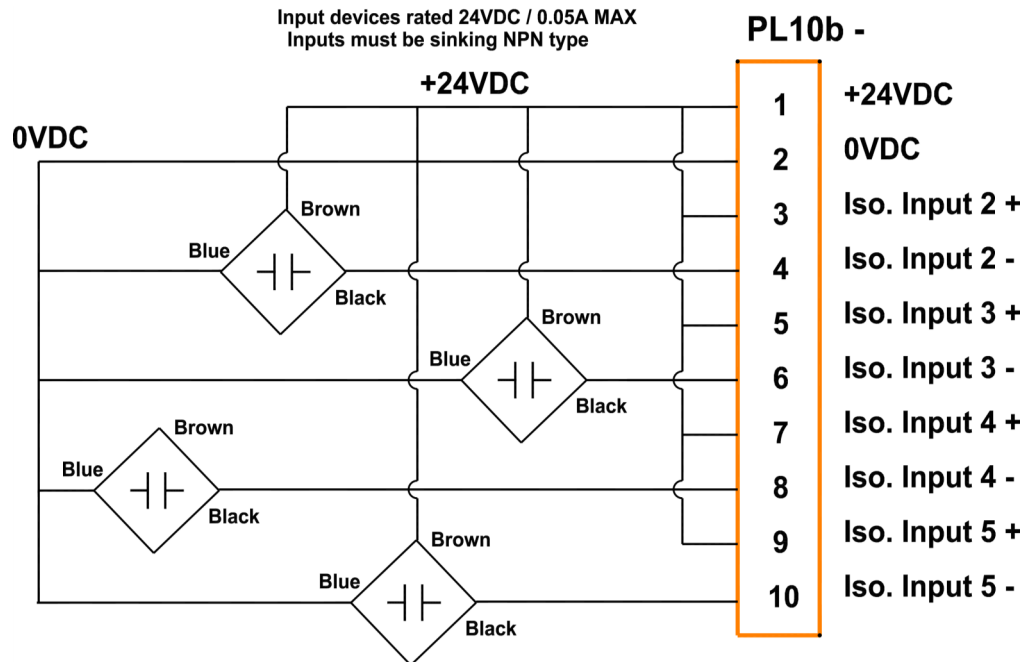 Input devices rated 24VDC / 0.05A MAX
Inputs must be sinking NPN type
PL10b -
+24VDC
1 +24VDC
0VDC
2 0VDC
Brown
3 Iso. Input 2 +
Blue
4 Iso. Input 2 -
Black
Brown
5 Iso. Input 3 +
Blue
6 Iso. Input 3 -
Black
Brown
7 Iso. Input 4 +
Blue
8 Iso. Input 4 -
Black
Brown
9 Iso. Input 5 +
Blue
10 Iso. Input 5 -
Black